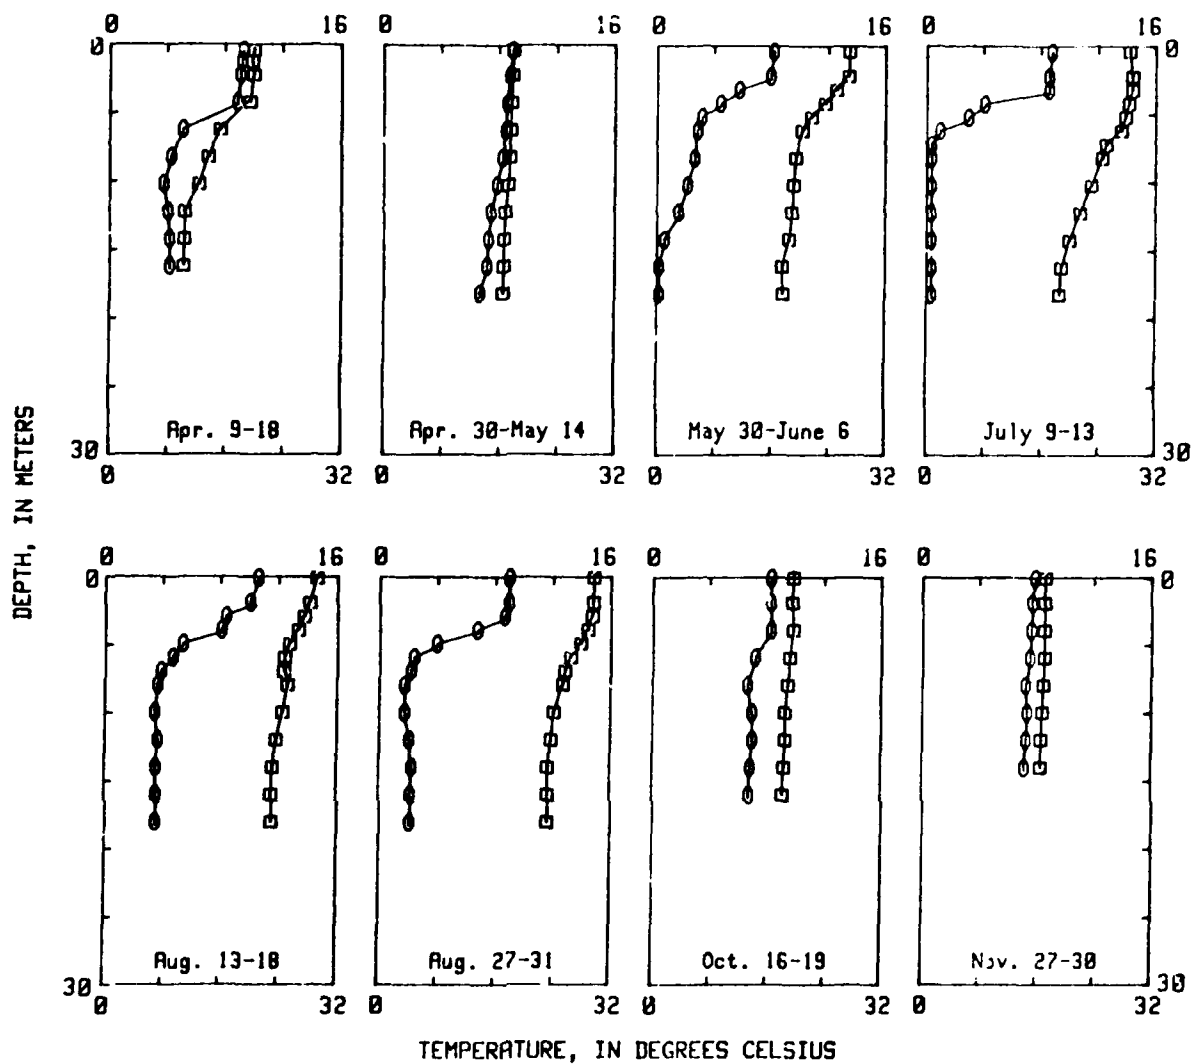 0 16 0 16 0 16 0 16
0 0
DEPTH, IN METERS
Apr. 9-18 Apr. 30-May 14 May 30-June 6 July 9-13
30 30
0 32 0 32 0 32 0 32
0 16 0 16 0 16 0 16
0 0
Aug. 13-18 Aug. 27-31 Oct. 16-19 Nov. 27-30
30 30
0 32 0 32 0 32 0 32
TEMPERATURE, IN DEGREES CELSIUS